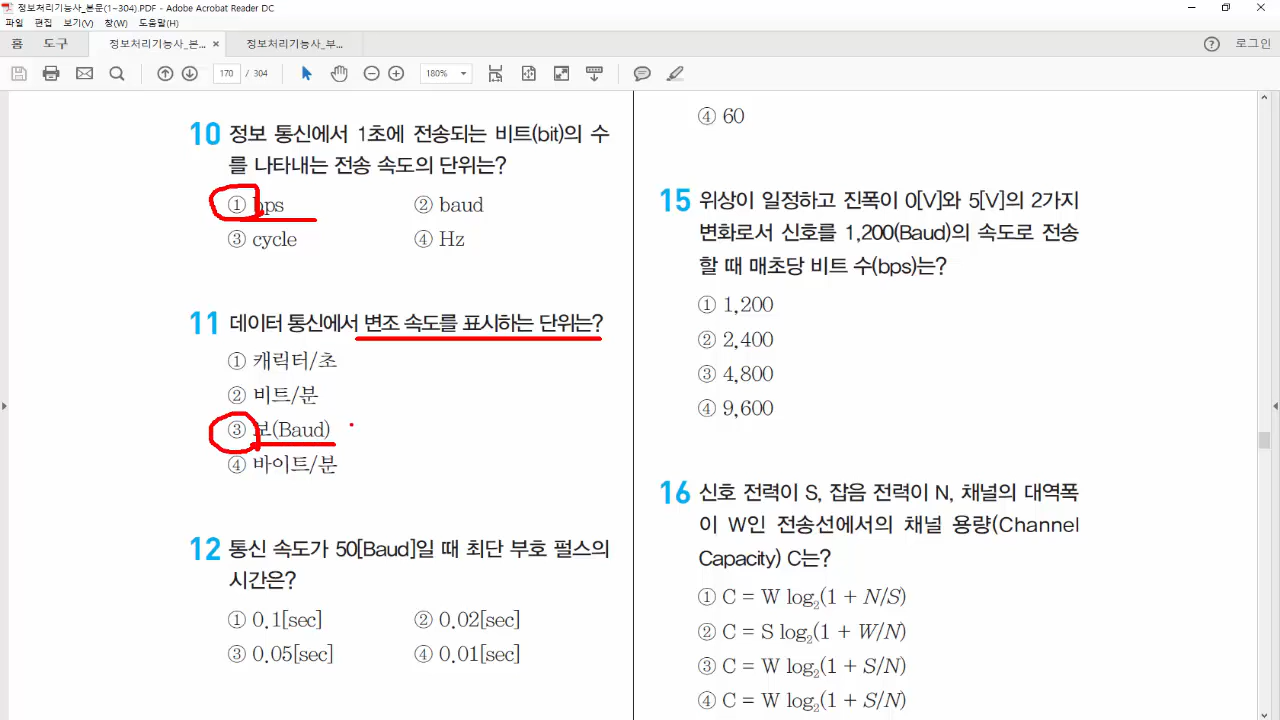 정보처리기능사_본문(1~304).PDF - Adobe Acrobat Reader DC
파일 편집 보기(V) 창(W) 도움말(H)
홈 도구 정보처리기능사_본... × 정보처리기능사_부... 로그인
170 / 304 180%
10 정보 통신에서 1초에 전송되는 비트(bit)의 수
를 나타내는 전송 속도의 단위는?
① bps ② baud
③ cycle ④ Hz
11 데이터 통신에서 변조 속도를 표시하는 단위는?
① 캐릭터/초
② 비트/분
③ 보(Baud)
④ 바이트/분
12 통신 속도가 50[Baud]일 때 최단 부호 펄스의
시간은?
① 0.1[sec] ② 0.02[sec]
③ 0.05[sec] ④ 0.01[sec]
④ 60
15 위상이 일정하고 진폭이 0[V]와 5[V]의 2가지
변화로서 신호를 1,200(Baud)의 속도로 전송
할 때 매초당 비트 수(bps)는?
① 1,200
② 2,400
③ 4,800
④ 9,600
16 신호 전력이 S, 잡음 전력이 N, 채널의 대역폭
이 W인 전송선에서의 채널 용량(Channel
Capacity) C는?
① C = W log₂(1 + N/S)
② C = S log₂(1 + W/N)
③ C = W log₂(1 + S/N)
④ C = W log₂(1 + S/N)